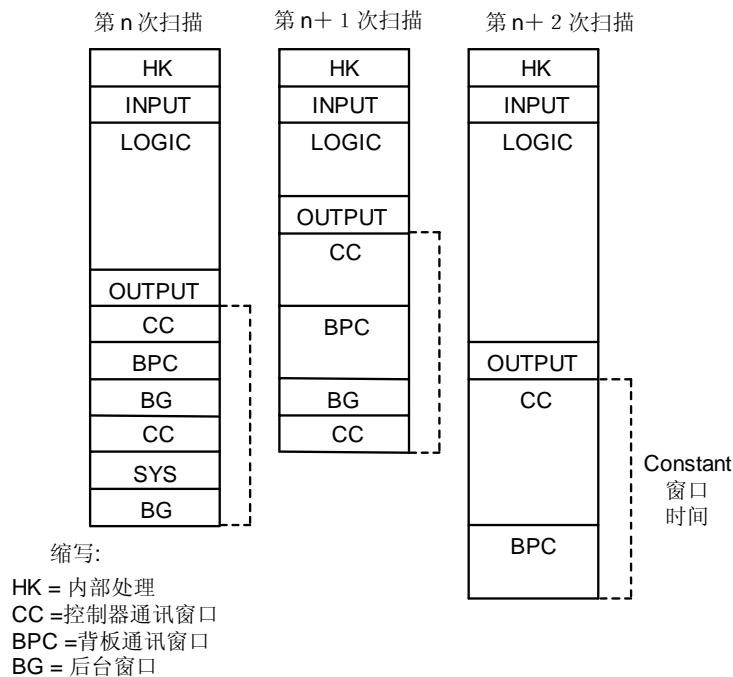 第 n 次扫描
HK
INPUT
LOGIC
OUTPUT
CC
BPC
BG
CC
SYS
BG
第 n＋ 1 次扫描
HK
INPUT
LOGIC
OUTPUT
CC
BPC
BG
CC
第 n＋ 2 次扫描
HK
INPUT
LOGIC
OUTPUT
CC
BPC
Constant
窗口
时间
缩写:
HK = 内部处理
CC =控制器通讯窗口
BPC =背板通讯窗口
BG = 后台窗口